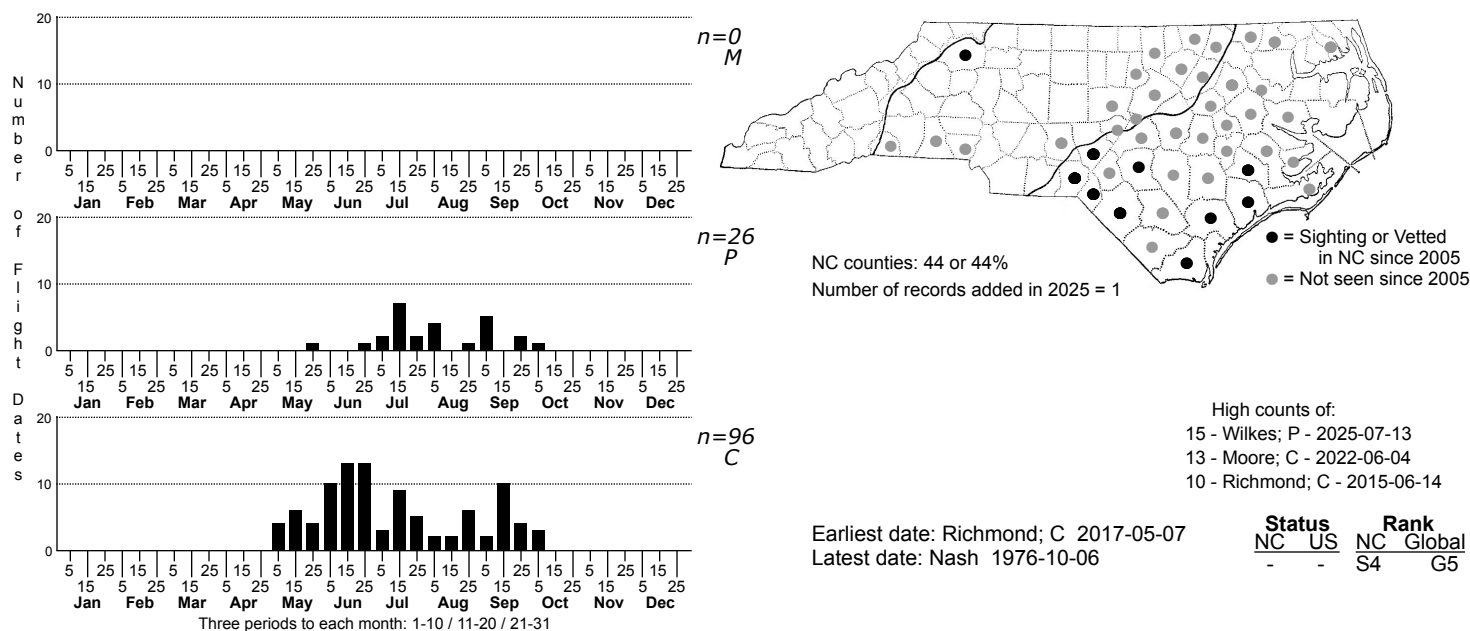 Number of Flight Dates
20
10
0
n=0
M
5 15 25 5 15 25 5 15 25 5 15 25 5 15 25 5 15 25 5 15 25 5 15 25 5 15 25 5 15 25 5 15 25 5 15 25
Jan Feb Mar Apr May Jun Jul Aug Sep Oct Nov Dec
20
10
0
n=26
P
5 15 25 5 15 25 5 15 25 5 15 25 5 15 25 5 15 25 5 15 25 5 15 25 5 15 25 5 15 25 5 15 25 5 15 25
Jan Feb Mar Apr May Jun Jul Aug Sep Oct Nov Dec
20
10
0
n=96
C
5 15 25 5 15 25 5 15 25 5 15 25 5 15 25 5 15 25 5 15 25 5 15 25 5 15 25 5 15 25 5 15 25 5 15 25
Jan Feb Mar Apr May Jun Jul Aug Sep Oct Nov Dec
Three periods to each month: 1-10 / 11-20 / 21-31
= Sighting or Vetted
in NC since 2005
= Not seen since 2005
NC counties: 44 or 44%
Number of records added in 2025 = 1
High counts of:
15 - Wilkes; P - 2025-07-13
13 - Moore; C - 2022-06-04
10 - Richmond; C - 2015-06-14
Earliest date: Richmond; C 2017-05-07
Latest date: Nash 1976-10-06
Status Rank
NC US NC Global
- - S4 G5